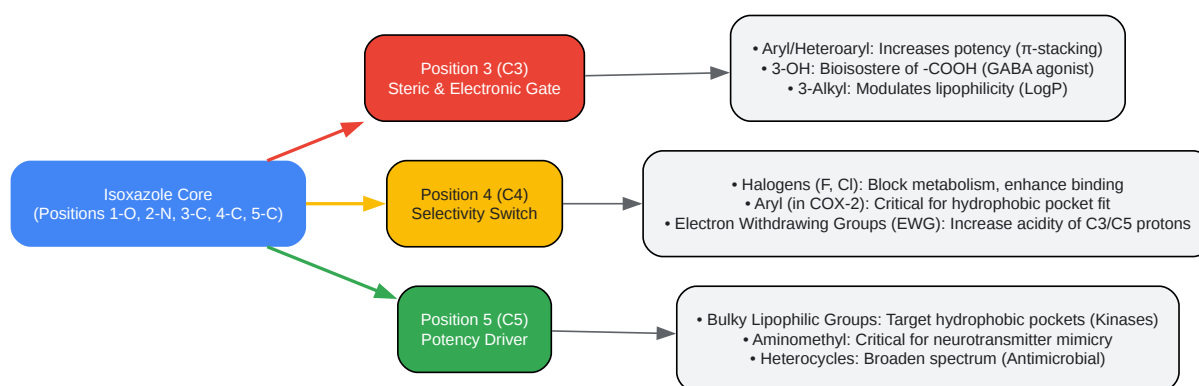 Isoxazole Core
(Positions 1-O, 2-N, 3-C, 4-C, 5-C)
Position 3 (C3)
Steric & Electronic Gate
• Aryl/Heteroaryl: Increases potency (π-stacking)
• 3-OH: Bioisostere of -COOH (GABA agonist)
• 3-Alkyl: Modulates lipophilicity (LogP)
Position 4 (C4)
Selectivity Switch
• Halogens (F, Cl): Block metabolism, enhance binding
• Aryl (in COX-2): Critical for hydrophobic pocket fit
• Electron Withdrawing Groups (EWG): Increase acidity of C3/C5 protons
Position 5 (C5)
Potency Driver
• Bulky Lipophilic Groups: Target hydrophobic pockets (Kinases)
• Aminomethyl: Critical for neurotransmitter mimicry
• Heterocycles: Broaden spectrum (Antimicrobial)